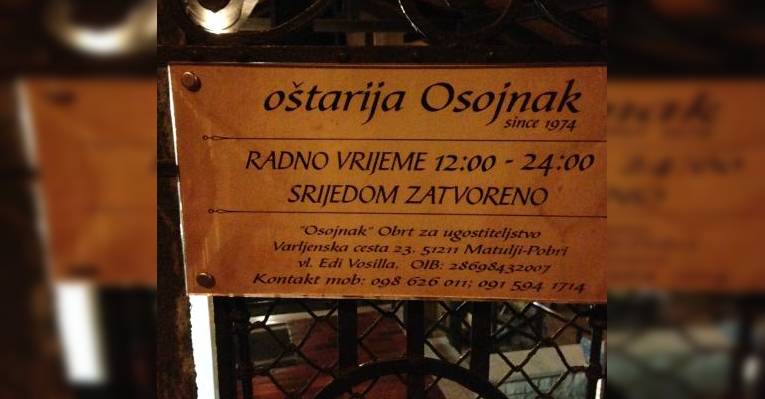 oštarija Osojnak
since 1974
RADNO VRIJEME 12:00 - 24:00
SRIJEDOM ZATVORENO
"Osojnak" Obrt za ugostiteljstvo
Varljenska cesta 23, 51211 Matulji-Pobri
vl. Edi Vosilla, OIB: 28698432007
Kontakt mob: 098 626 011; 091 594 1714